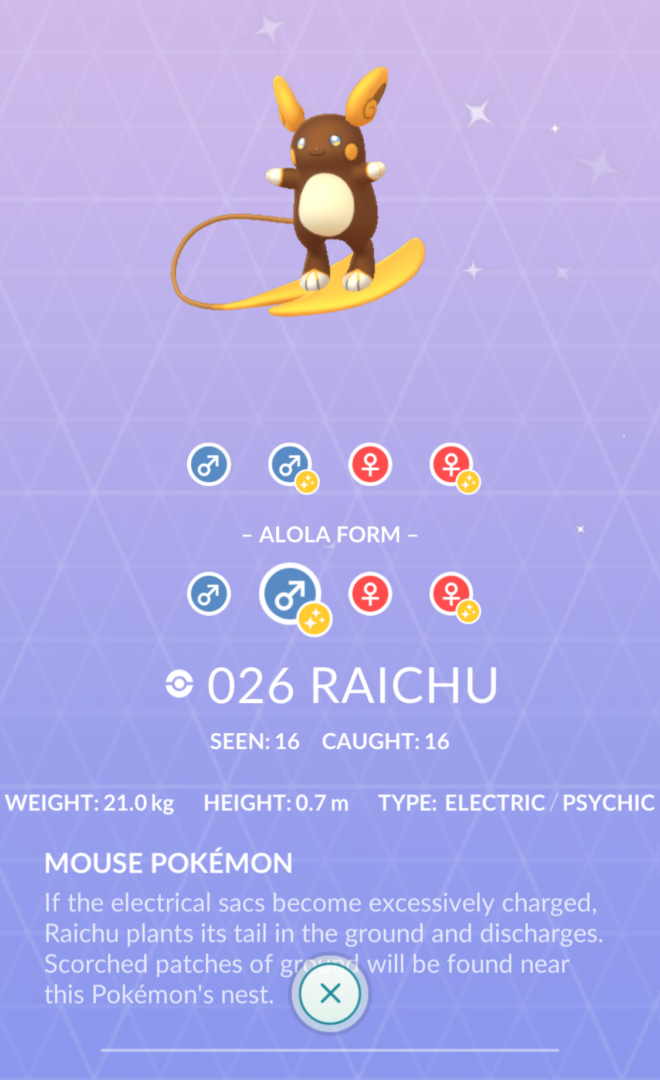 – ALOLA FORM –
026 RAICHU
SEEN: 16 CAUGHT: 16
WEIGHT: 21.0 kg HEIGHT: 0.7 m TYPE: ELECTRIC / PSYCHIC
MOUSE POKÉMON
If the electrical sacs become excessively charged,
Raichu plants its tail in the ground and discharges.
Scorched patches of ground will be found near
this Pokémon's nest.